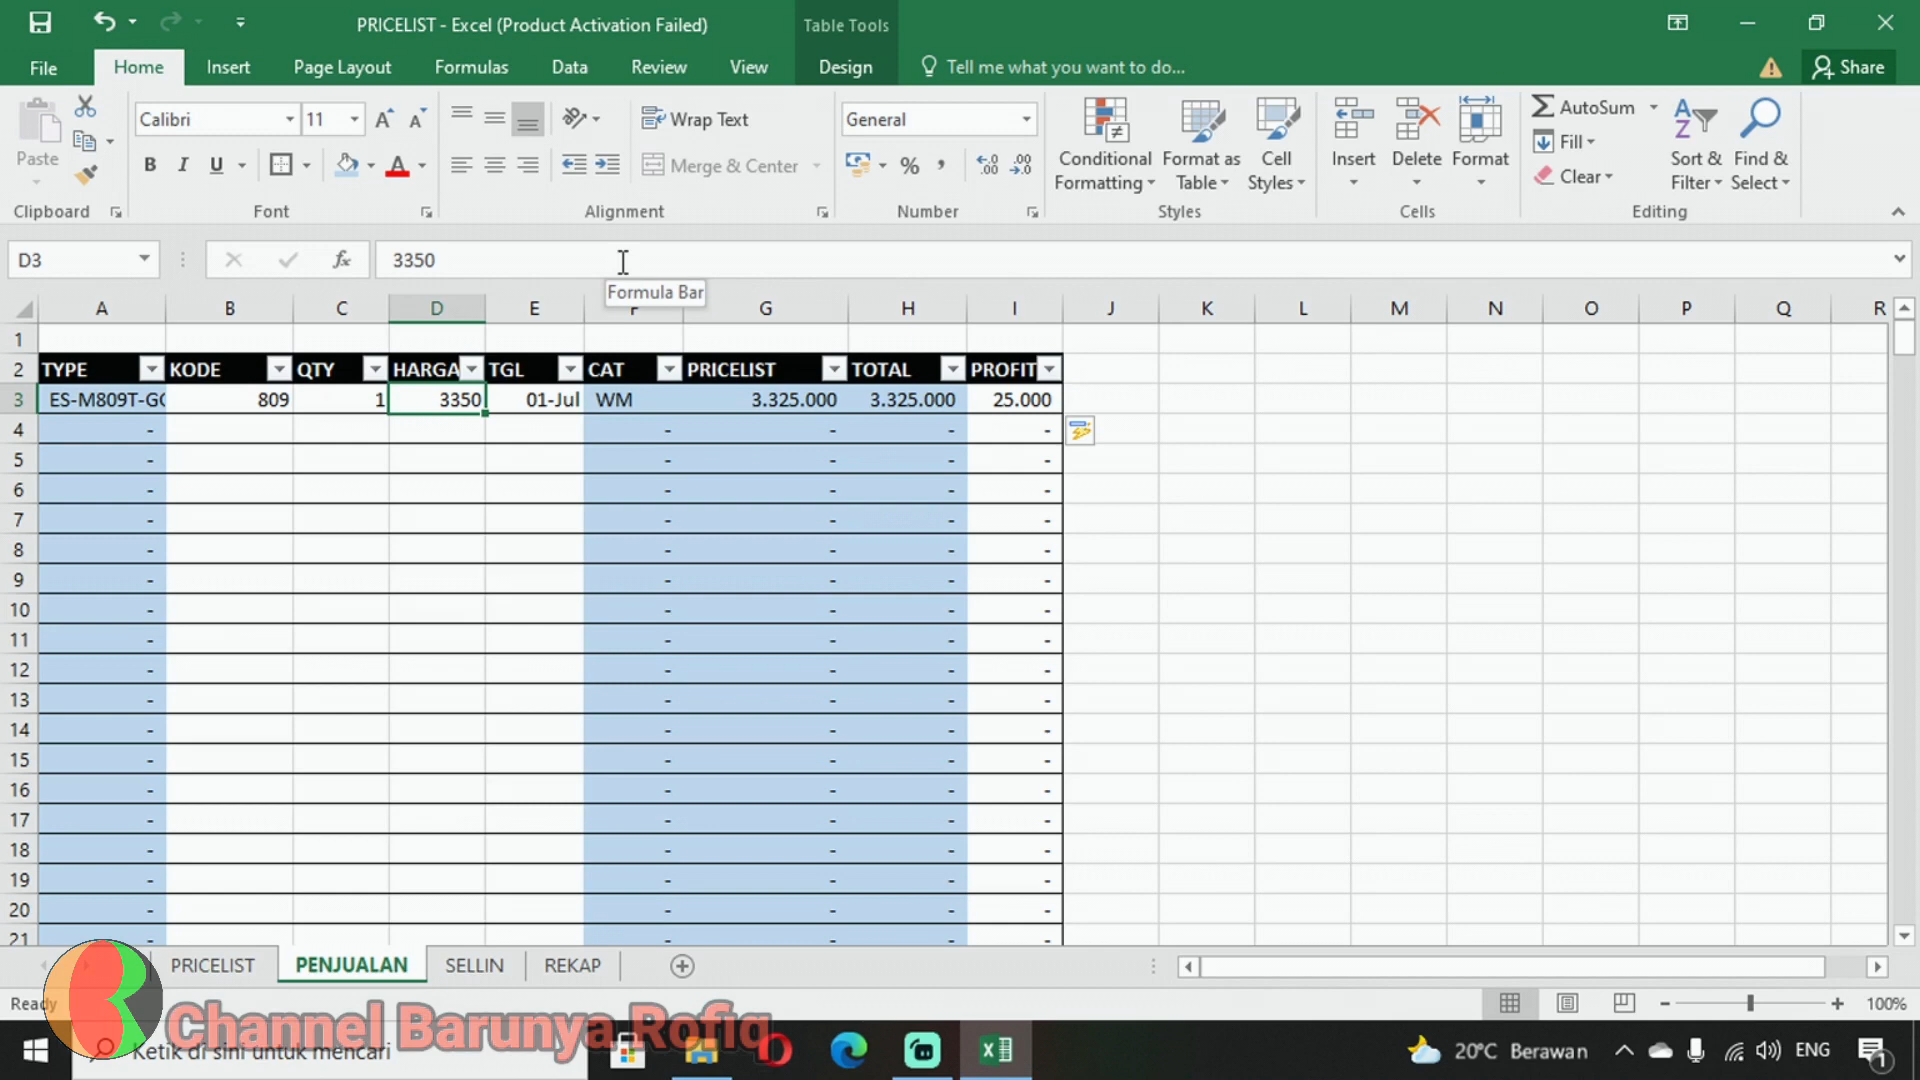 PRICELIST - Excel (Product Activation Failed)
Table Tools
File
Home
Insert
Page Layout
Formulas
Data
Review
View
Design
Tell me what you want to do...
Share
Paste
Clipboard
Calibri
11
B I U
A
Font
Wrap Text
Merge & Center
Alignment
General
%
Number
Conditional Formatting
Format as Table
Cell Styles
Styles
Insert
Delete
Format
Cells
AutoSum
Fill
Clear
Sort & Filter
Find & Select
Editing
D3
fx
3350
Formula Bar
A B C D E F G H I J K L M N O P Q R
1
2 TYPE KODE QTY HARGA TGL CAT PRICELIST TOTAL PROFIT
3 ES-M809T-GC 809 1 3350 01-Jul WM 3.325.000 3.325.000 25.000
4 - - - - -
5 - - - - -
6 - - - - -
7 - - - - -
8 - - - - -
9 - - - - -
10 - - - - -
11 - - - - -
12 - - - - -
13 - - - - -
14 - - - - -
15 - - - - -
16 - - - - -
17 - - - - -
18 - - - - -
19 - - - - -
20 - - - - -
21 - - - - -
PRICELIST
PENJUALAN
SELLIN
REKAP
Ready
100%
Channel Barunya Rofiq
Ketik di sini untuk mencari
20°C Berawan
ENG
1